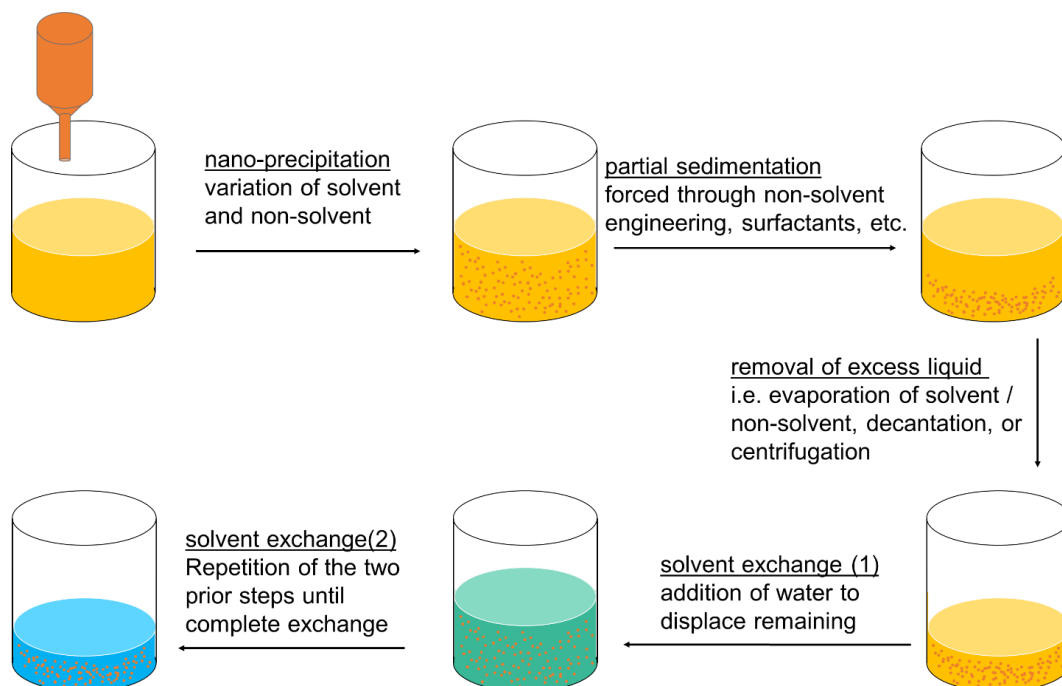 nano-precipitation
variation of solvent
and non-solvent
partial sedimentation
forced through non-solvent
engineering, surfactants, etc.
removal of excess liquid
i.e. evaporation of solvent /
non-solvent, decantation, or
centrifugation
solvent exchange (1)
addition of water to
displace remaining
solvent exchange(2)
Repetition of the two
prior steps until
complete exchange